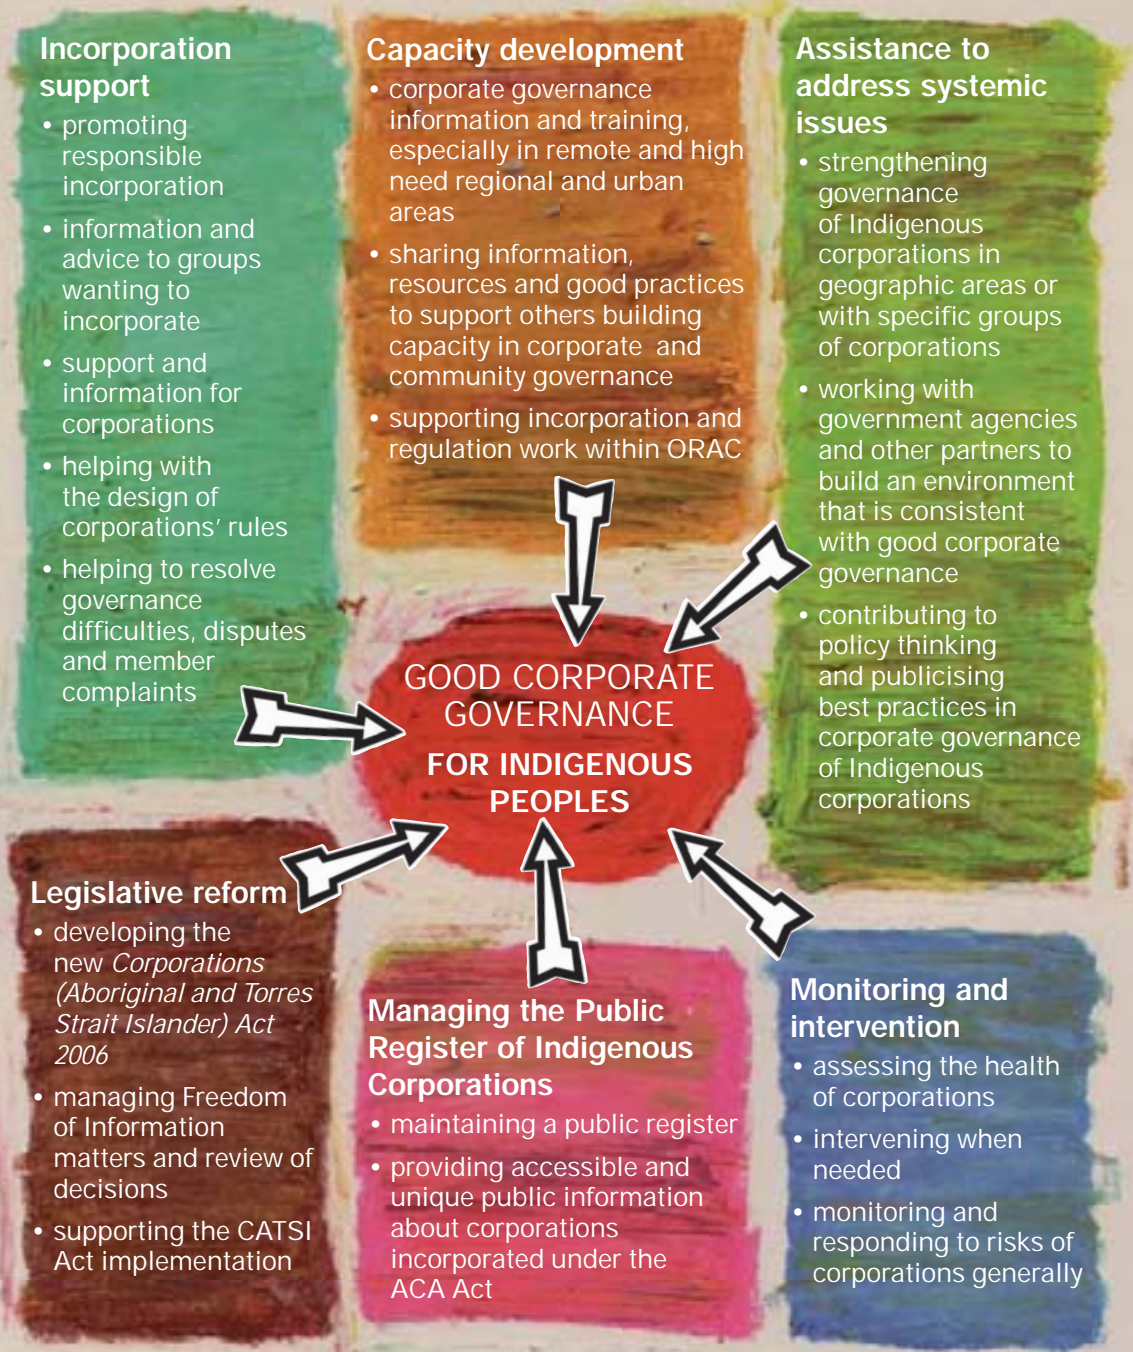 Incorporation
support
• promoting
responsible
incorporation
• information and
advice to groups
wanting to
incorporate
• support and
information for
corporations
• helping with
the design of
corporations’ rules
• helping to resolve
governance
difficulties, disputes
and member
complaints
Capacity development
• corporate governance
information and training,
especially in remote and high
need regional and urban
areas
• sharing information,
resources and good practices
to support others building
capacity in corporate and
community governance
• supporting incorporation and
regulation work within ORAC
Assistance to
address systemic
issues
• strengthening
governance
of Indigenous
corporations in
geographic areas or
with specific groups
of corporations
• working with
government agencies
and other partners to
build an environment
that is consistent
with good corporate
governance
• contributing to
policy thinking
and publicising
best practices in
corporate governance
of Indigenous
corporations
GOOD CORPORATE
GOVERNANCE
FOR INDIGENOUS
PEOPLES
Legislative reform
• developing the
new Corporations
(Aboriginal and Torres
Strait Islander) Act
2006
• managing Freedom
of Information
matters and review of
decisions
• supporting the CATSI
Act implementation
Managing the Public
Register of Indigenous
Corporations
• maintaining a public register
• providing accessible and
unique public information
about corporations
incorporated under the
ACA Act
Monitoring and
intervention
• assessing the health
of corporations
• intervening when
needed
• monitoring and
responding to risks of
corporations generally